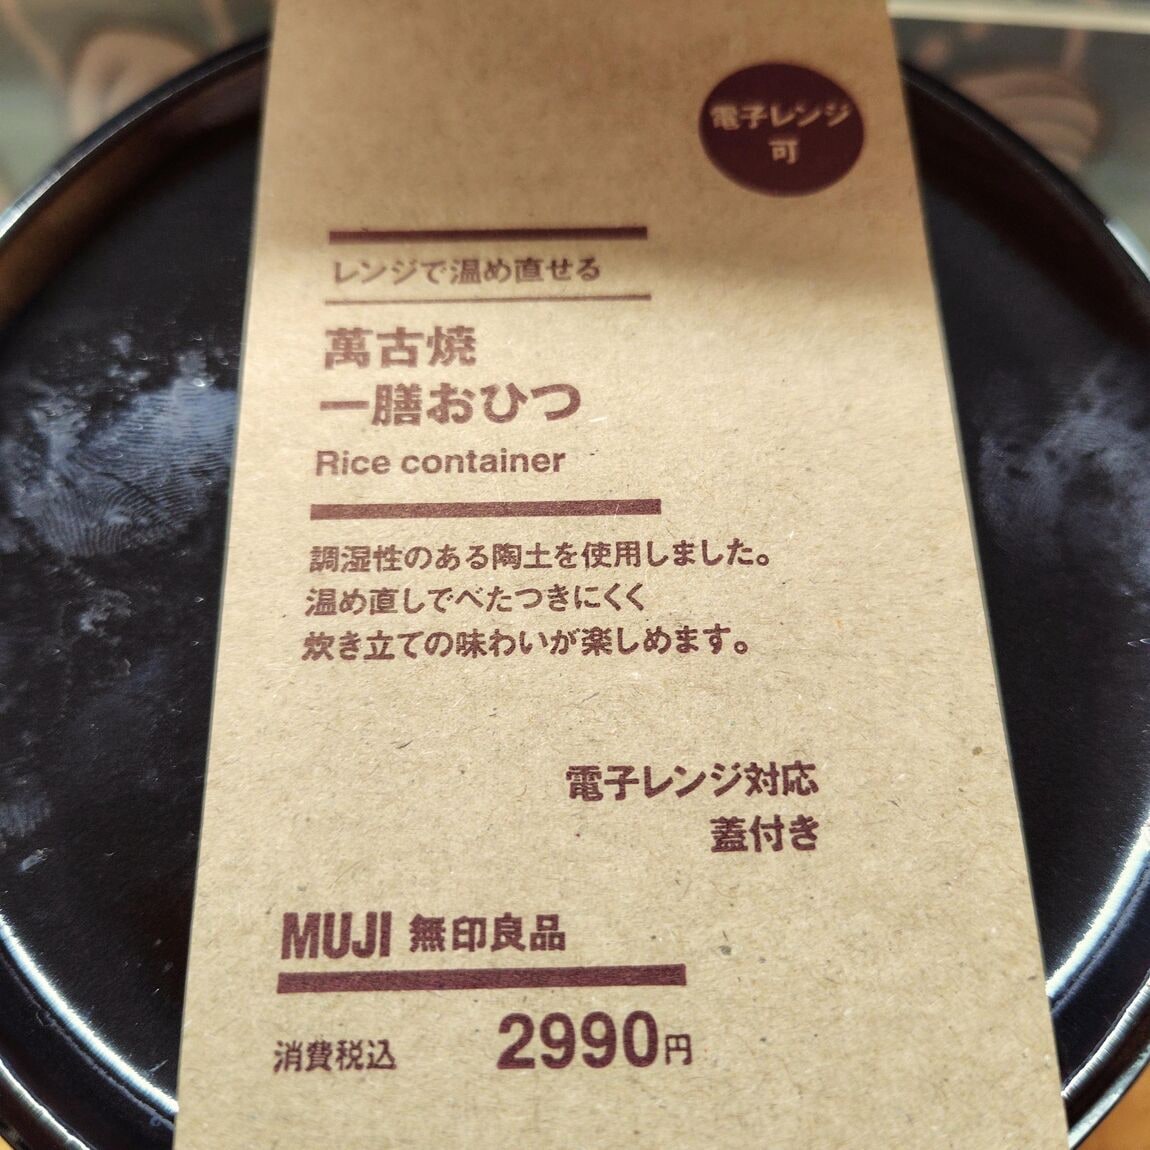 電子レンジ
可
レンジで温め直せる
萬古焼
一膳おひつ
Rice container
調湿性のある陶土を使用しました。
温め直しでべたつきにくく
炊き立ての味わいが楽しめます。
電子レンジ対応
蓋付き
MUJI 無印良品
消費税込 2990円